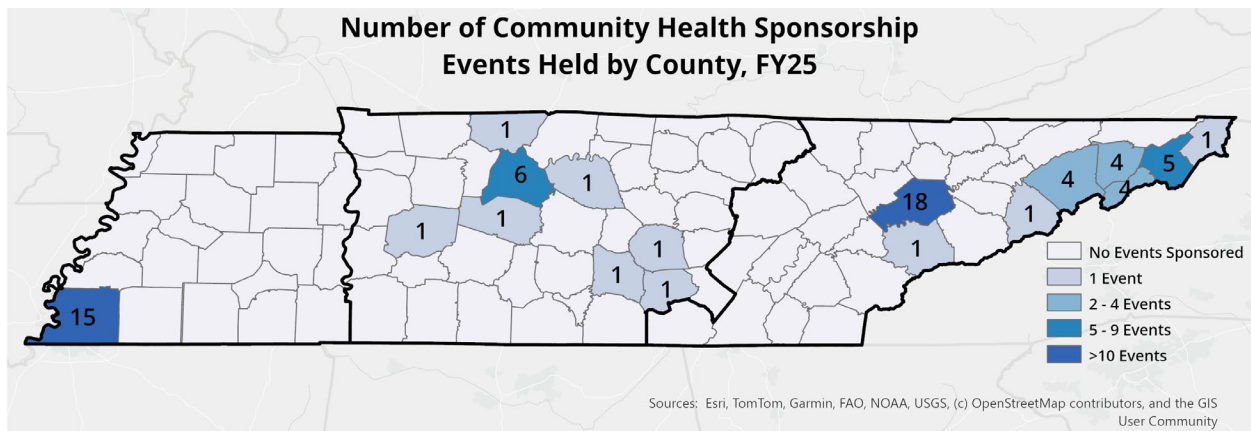 Number of Community Health Sponsorship
Events Held by County, FY25
1
1
6
1
4
4
5
1
4
18
1
1
1
1
1
1
1
15
No Events Sponsored
1 Event
2 - 4 Events
5 - 9 Events
>10 Events
Sources: Esri, TomTom, Garmin, FAO, NOAA, USGS, (c) OpenStreetMap contributors, and the GIS
User Community